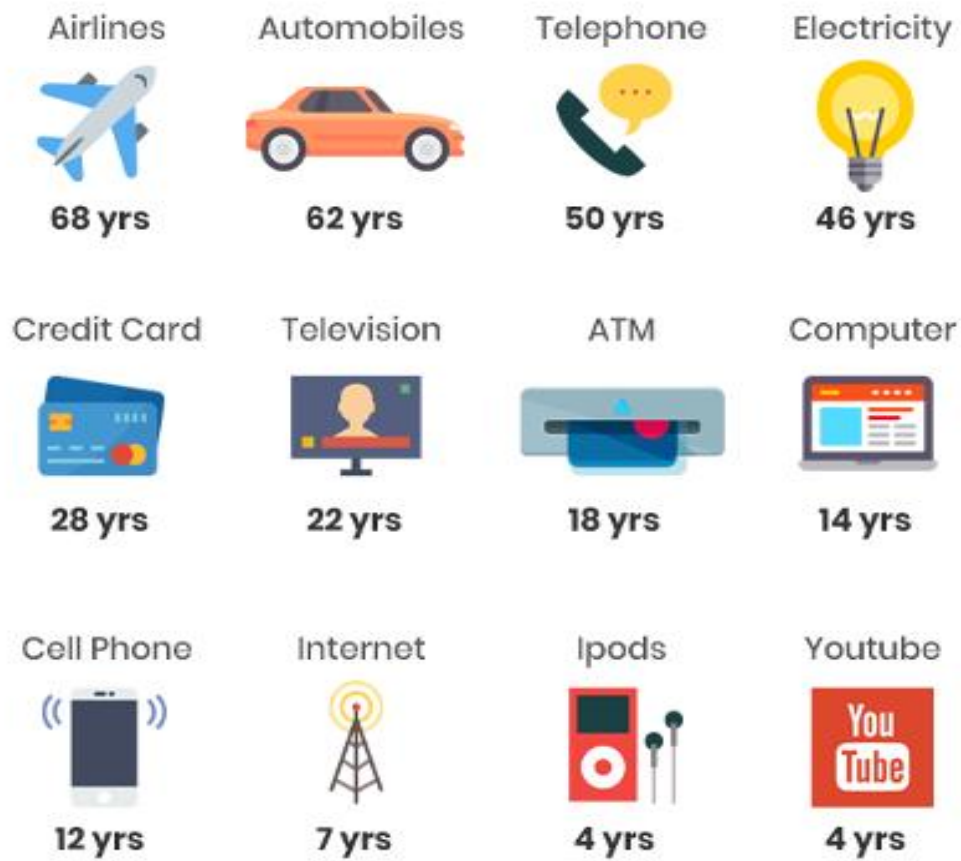 Airlines Automobiles Telephone Electricity
68 yrs 62 yrs 50 yrs 46 yrs
Credit Card Television ATM Computer
28 yrs 22 yrs 18 yrs 14 yrs
Cell Phone Internet Ipods Youtube
You
Tube
12 yrs 7 yrs 4 yrs 4 yrs